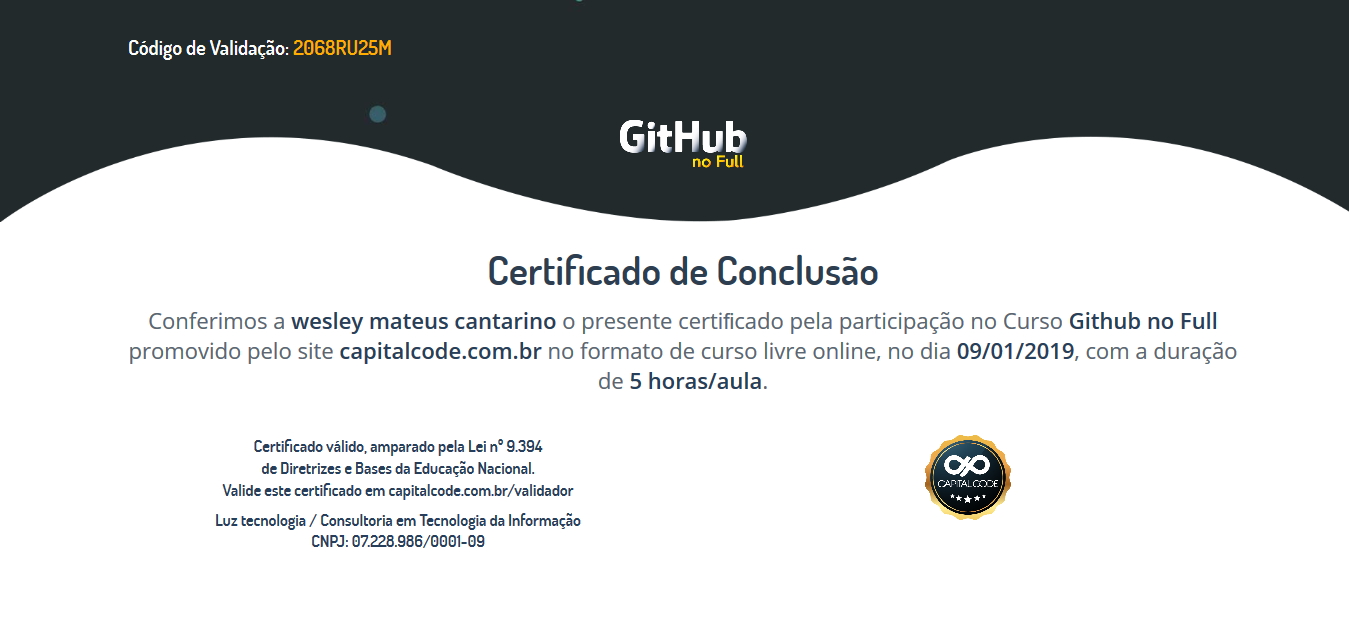 Código de Validação: 2068RU25M
GitHub
no Full
Certificado de Conclusão
Conferimos a wesley mateus cantarino o presente certificado pela participação no Curso Github no Full
promovido pelo site capitalcode.com.br no formato de curso livre online, no dia 09/01/2019, com a duração
de 5 horas/aula.
Certificado válido, amparado pela Lei nº 9.394
de Diretrizes e Bases da Educação Nacional.
Valide este certificado em capitalcode.com.br/validador
Luz tecnologia / Consultoria em Tecnologia da Informação
CNPJ: 07.228.986/0001-09
CAPITAL CODE